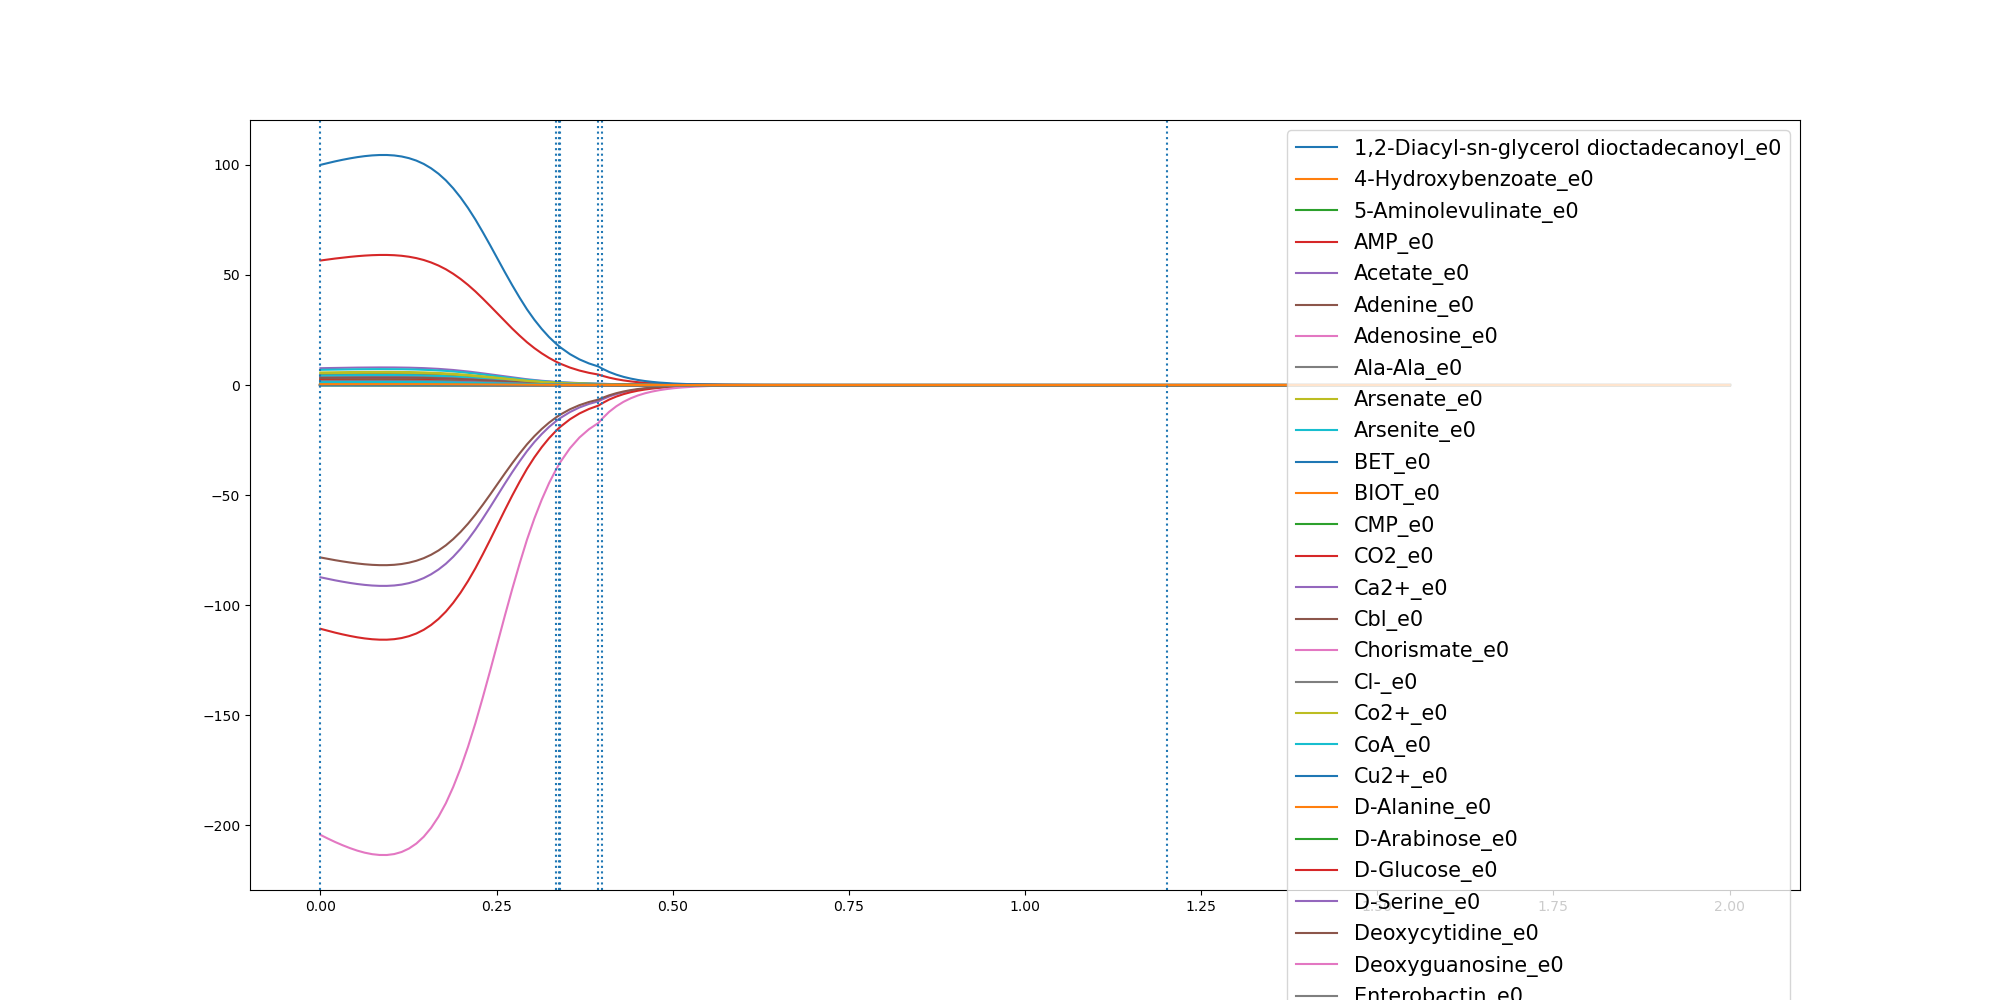 100
50
0
−50
−100
−150
−200
0.00
0.25
0.50
0.75
1.00
1.25
1.75
2.00
1,2-Diacyl-sn-glycerol dioctadecanoyl_e0
4-Hydroxybenzoate_e0
5-Aminolevulinate_e0
AMP_e0
Acetate_e0
Adenine_e0
Adenosine_e0
Ala-Ala_e0
Arsenate_e0
Arsenite_e0
BET_e0
BIOT_e0
CMP_e0
CO2_e0
Ca2+_e0
Cbl_e0
Chorismate_e0
Cl-_e0
Co2+_e0
CoA_e0
Cu2+_e0
D-Alanine_e0
D-Arabinose_e0
D-Glucose_e0
D-Serine_e0
Deoxycytidine_e0
Deoxyguanosine_e0
Enterobactin_e0